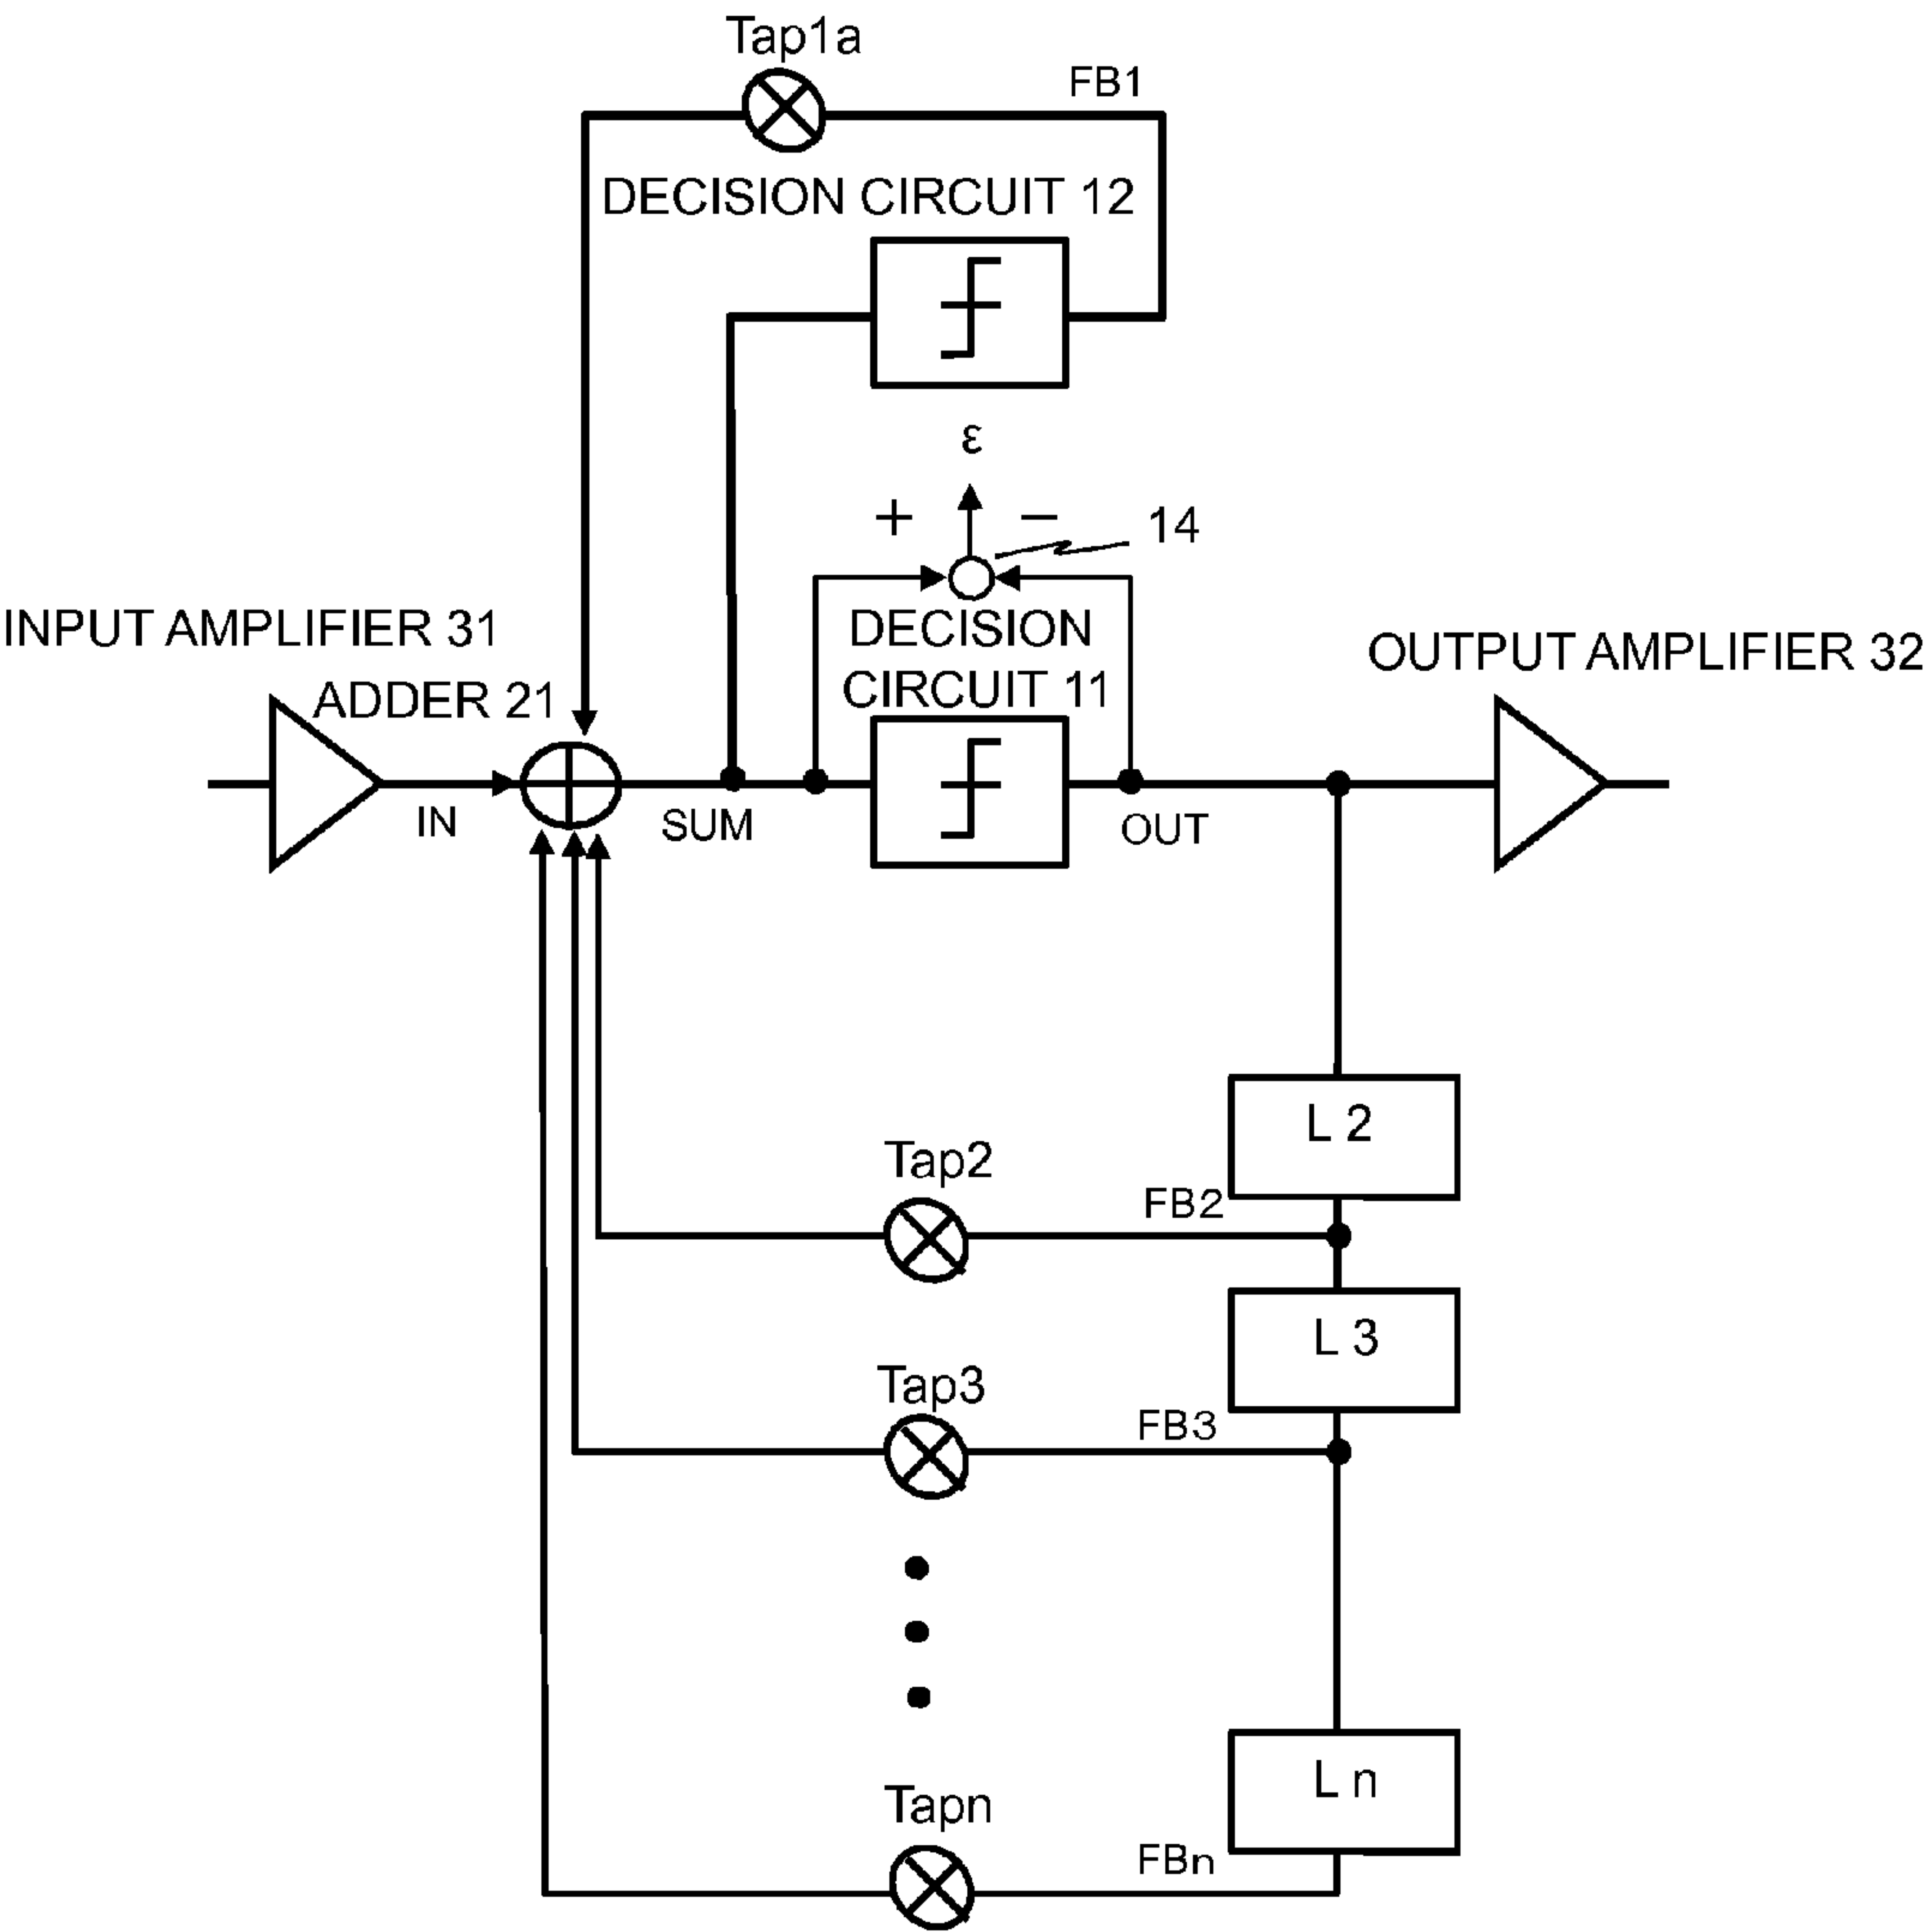 Tap1a
FB1
DECISION CIRCUIT 12
ε
+ −
14
INPUT AMPLIFIER 31
DECISION
CIRCUIT 11
OUTPUT AMPLIFIER 32
ADDER 21
IN
SUM
OUT
L 2
Tap2
FB2
L 3
Tap3
FB3
L n
Tapn
FBn